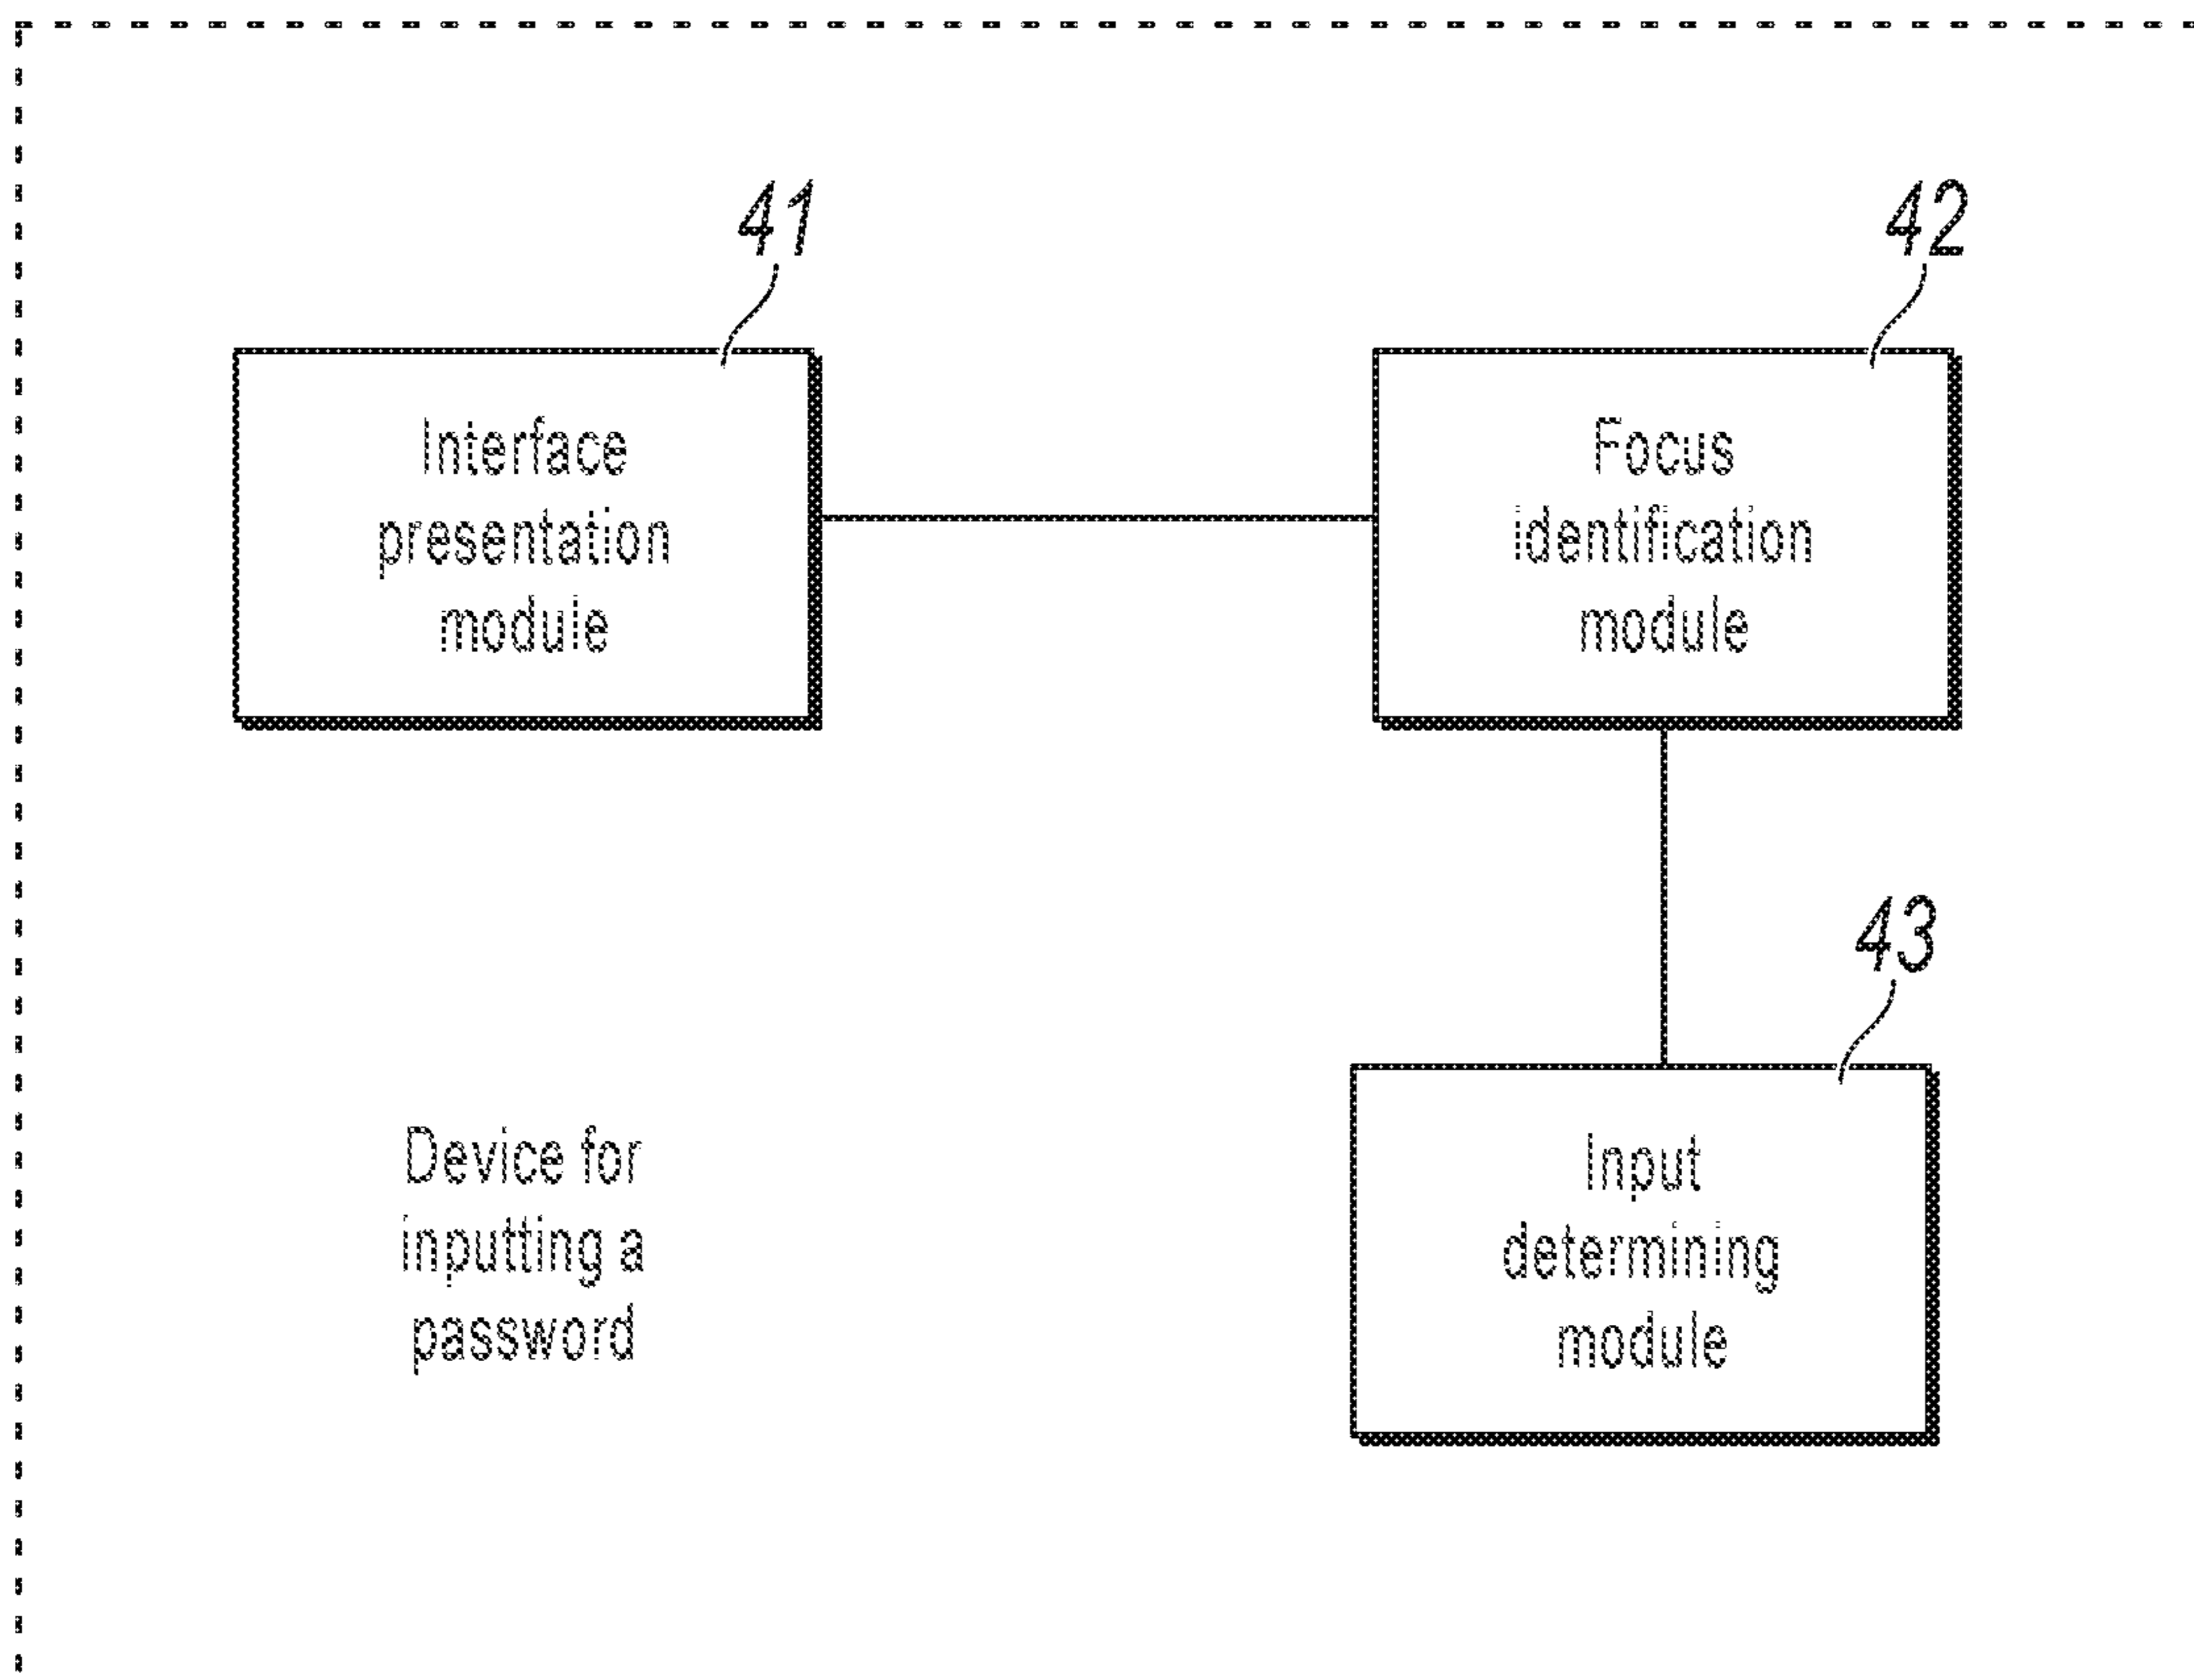 41
Interface
presentation
module
42
Focus
identification
module
43
Input
determining
module
Device for
inputting a
password